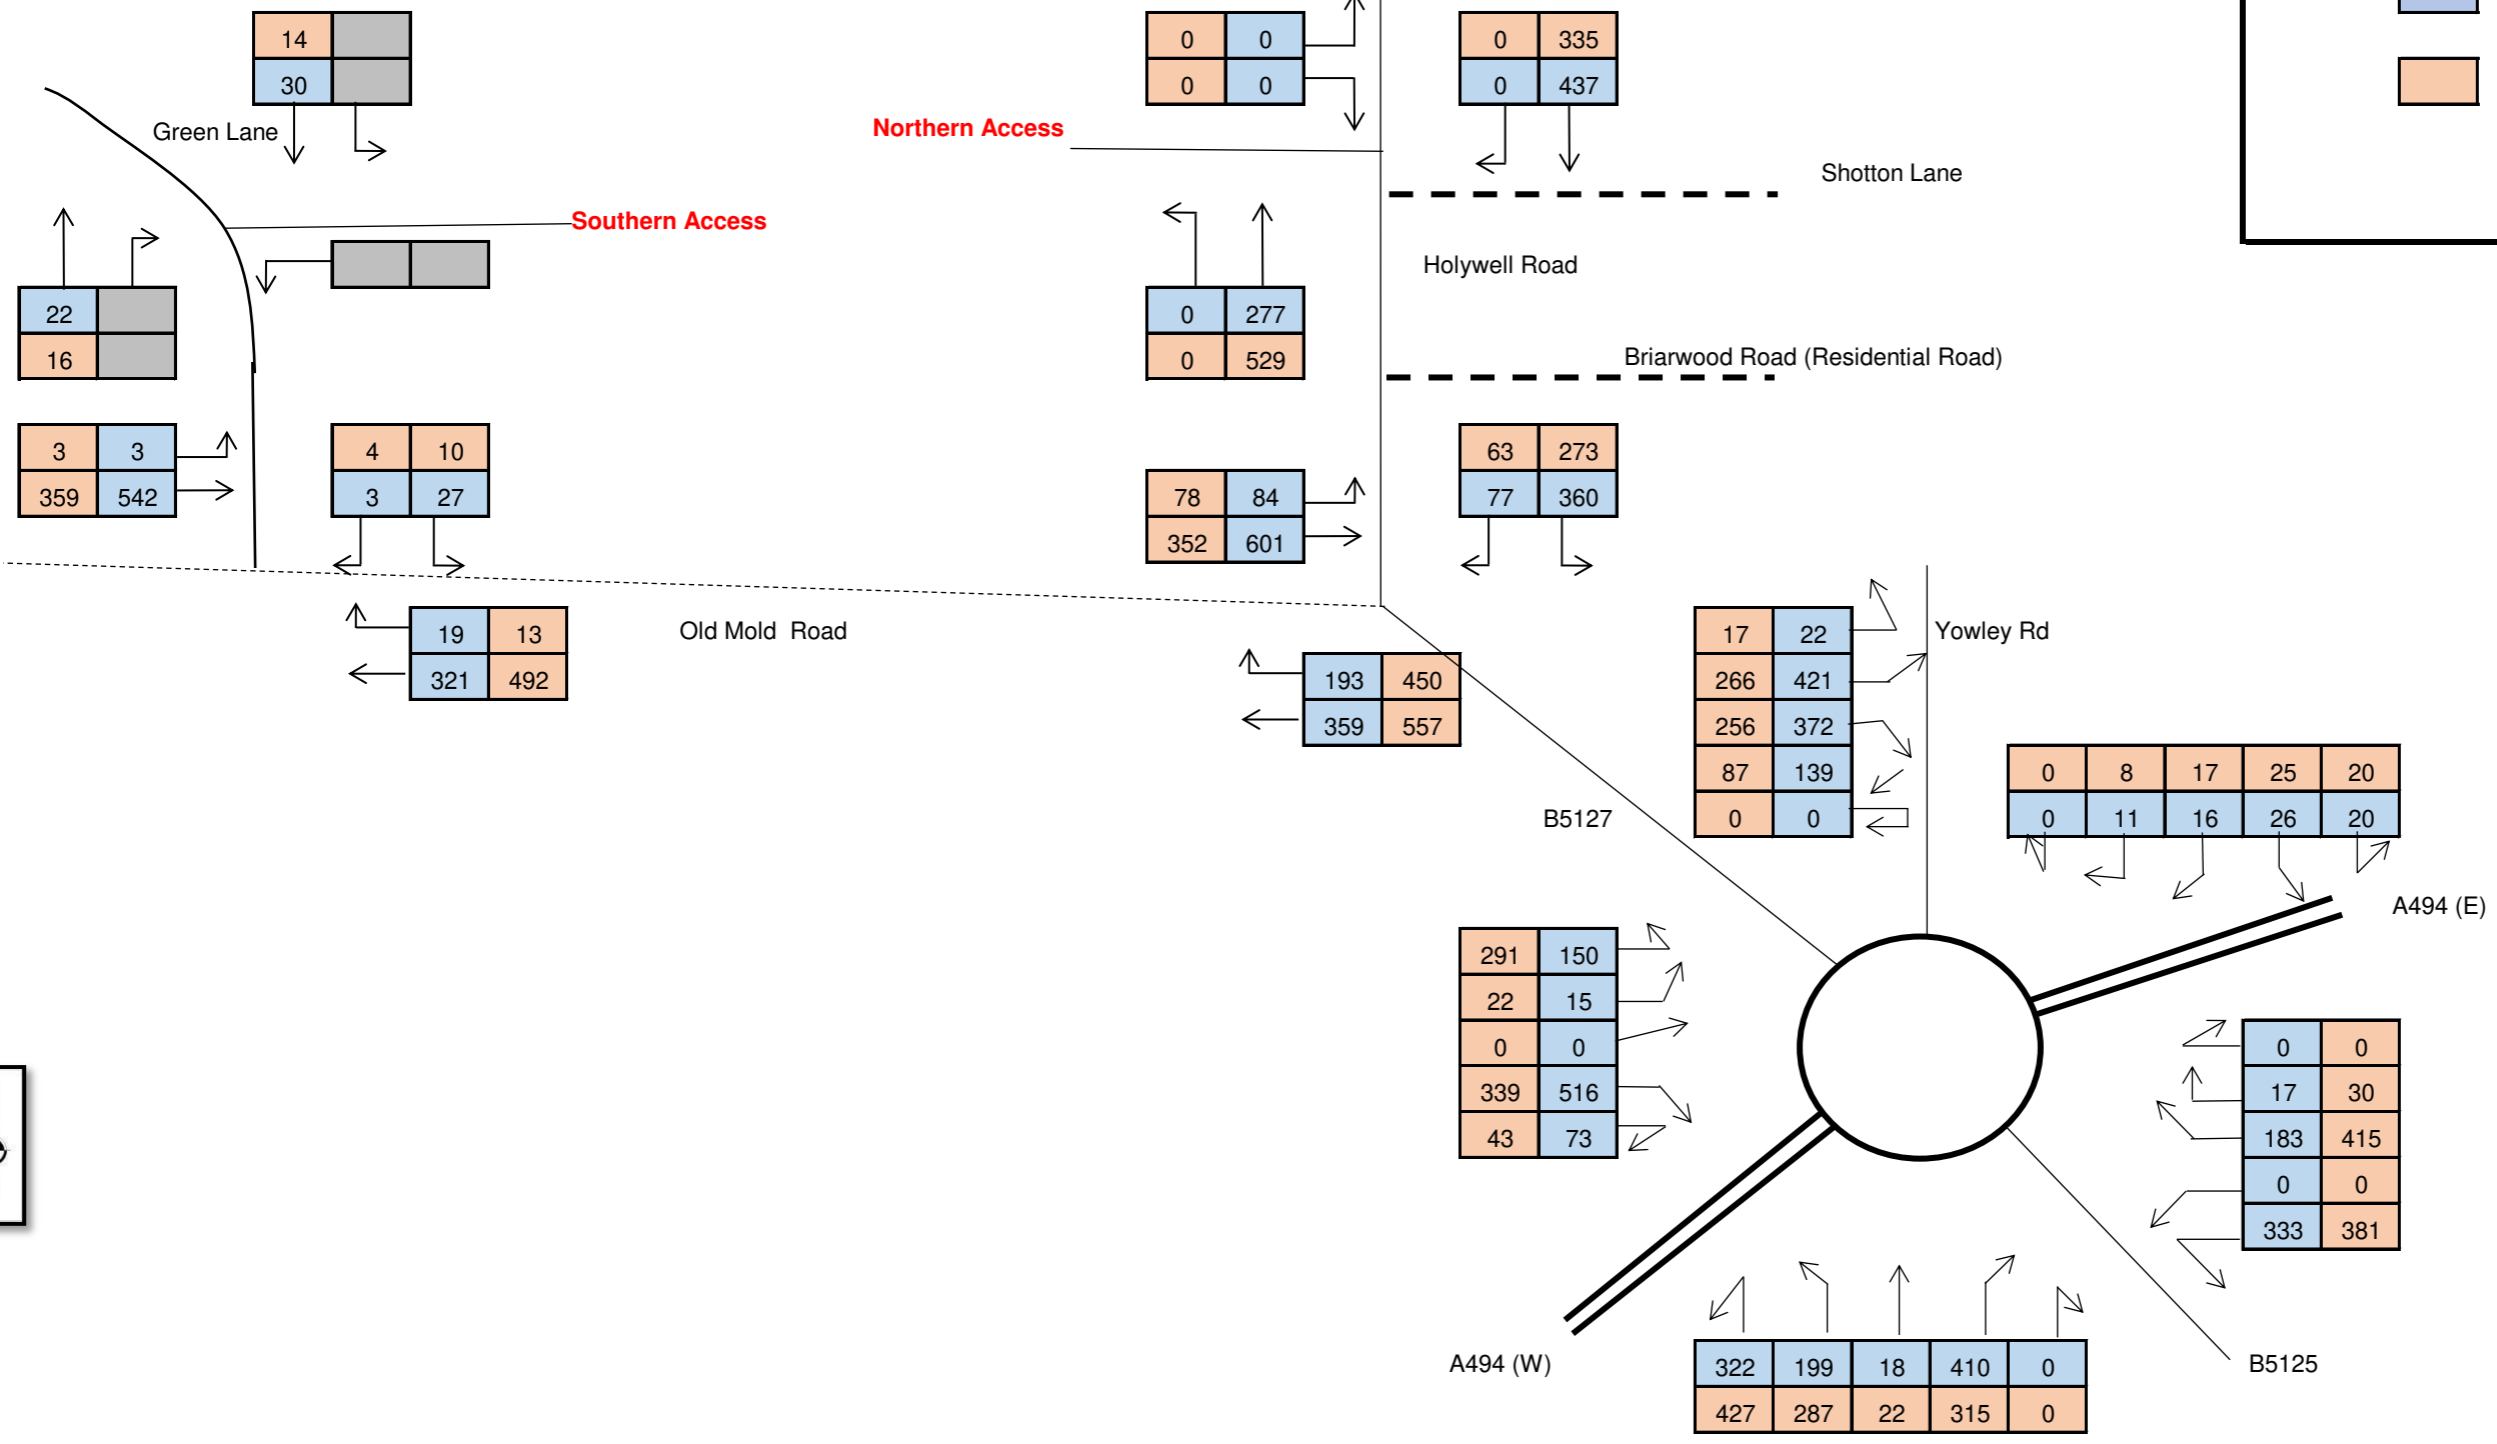 14
30
0 0
0 0
0 335
0 437
Green Lane
Northern Access
Shotton Lane
Southern Access
Holywell Road
22
16
0 277
0 529
Briarwood Road (Residential Road)
3 3
359 542
4 10
3 27
78 84
352 601
63 273
77 360
19 13
321 492
Old Mold Road
193 450
359 557
17 22
266 421
256 372
87 139
0 0
Yowley Rd
B5127
0 8 17 25 20
0 11 16 26 20
A494 (E)
291 150
22 15
0 0
339 516
43 73
0 0
17 30
183 415
0 0
333 381
A494 (W)
322 199 18 410 0
427 287 22 315 0
B5125